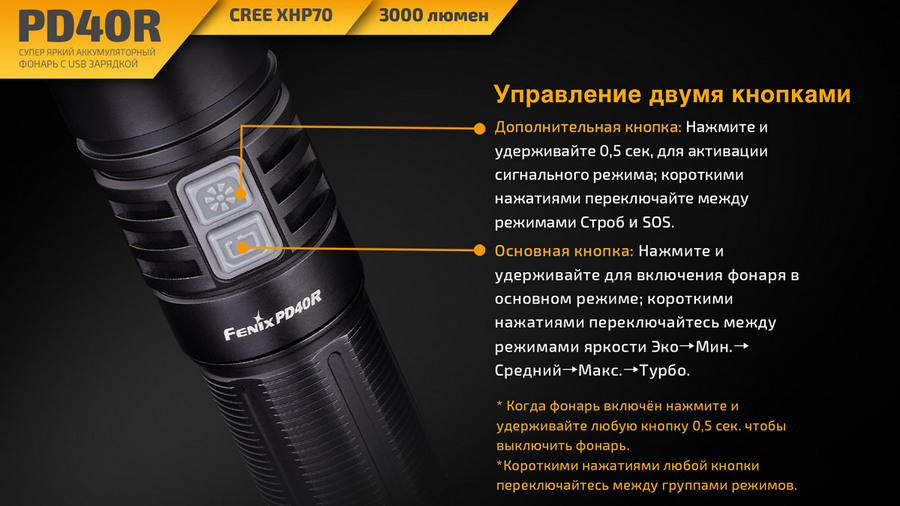 PD40R
СУПЕР ЯРКИЙ АККУМУЛЯТОРНЫЙ
ФОНАРЬ С USB ЗАРЯДКОЙ
CREE XHP70
3000 люмен
Управление двумя кнопками
Дополнительная кнопка: Нажмите и
удерживайте 0,5 сек, для активации
сигнального режима; короткими
нажатиями переключайте между
режимами Строб и SOS.
Основная кнопка: Нажмите и
удерживайте для включения фонаря в
основном режиме; короткими
нажатиями переключайтесь между
режимами яркости Эко→Мин.→
Средний→Макс.→Турбо.
* Когда фонарь включён нажмите и
удерживайте любую кнопку 0,5 сек. чтобы
выключить фонарь.
*Короткими нажатиями любой кнопки
переключайтесь между группами режимов.
FENIX PD40R